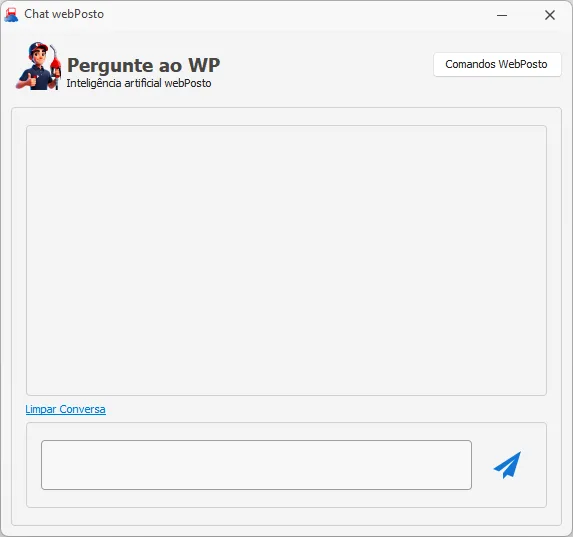 Chat webPosto
Pergunte ao WP
Inteligência artificial webPosto
Comandos WebPosto
Limpar Conversa